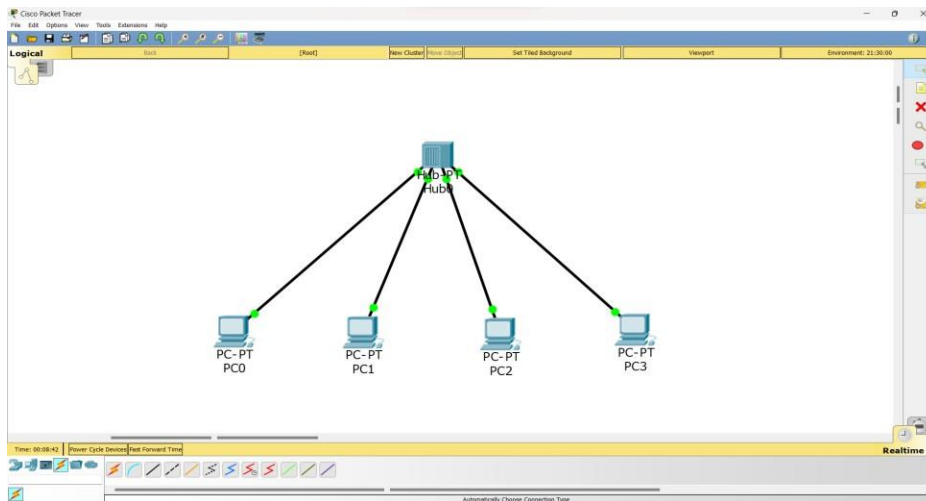 Cisco Packet Tracer
File Edit Options View Tools Extensions Help
Logical Back [Root] New Cluster Move Object Set Tiled Background Viewport Environment: 21:30:00
Hub-PT
Hub0
PC-PT PC-PT PC-PT PC-PT
PC0 PC1 PC2 PC3
Time: 00:08:42 Power Cycle Devices Fast Forward Time Realtime
Automatically Choose Connection Type